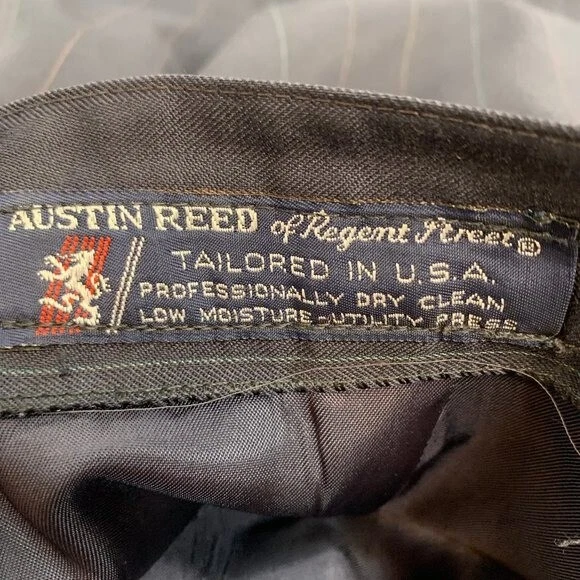 AUSTIN REED of Regent Street®
TAILORED IN U.S.A.
PROFESSIONALLY DRY CLEAN
LOW MOISTURE-UTILITY PRESS